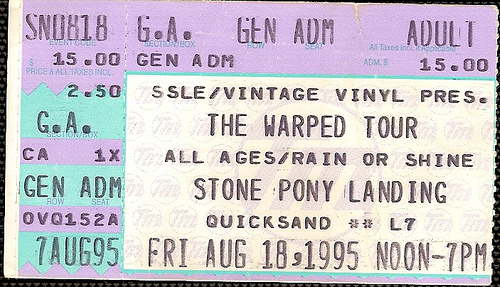 SN0818 G.A. GEN ADM ADULT
EVENT CODE SECTION/BOX ROW SEAT All Taxes Incl. If Applicable
$ 15.00 GEN ADM ADM. $ 15.00
PRICE & ALL TAXES INCL.
2.50 SSLE/VINTAGE VINYL PRES.
G.A. THE WARPED TOUR
SECTION/BOX
CA 1X ALL AGES/RAIN OR SHINE
GEN ADM STONE PONY LANDING
ROW SEAT
OVQ152A QUICKSAND ** L7
7AUG95 FRI AUG 18,1995 NOON-7PM